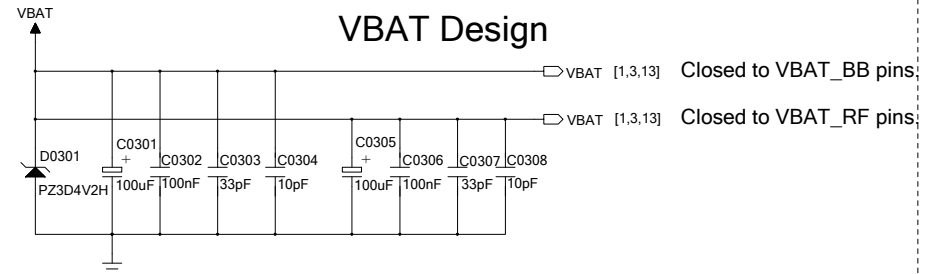 VBAT
VBAT Design
VBAT [1,3,13] Closed to VBAT_BB pins.
VBAT [1,3,13] Closed to VBAT_RF pins.
D0301
PZ3D4V2H
C0301
+
100uF
C0302
100nF
C0303
33pF
C0304
10pF
C0305
+
100uF
C0306
100nF
C0307
33pF
C0308
10pF